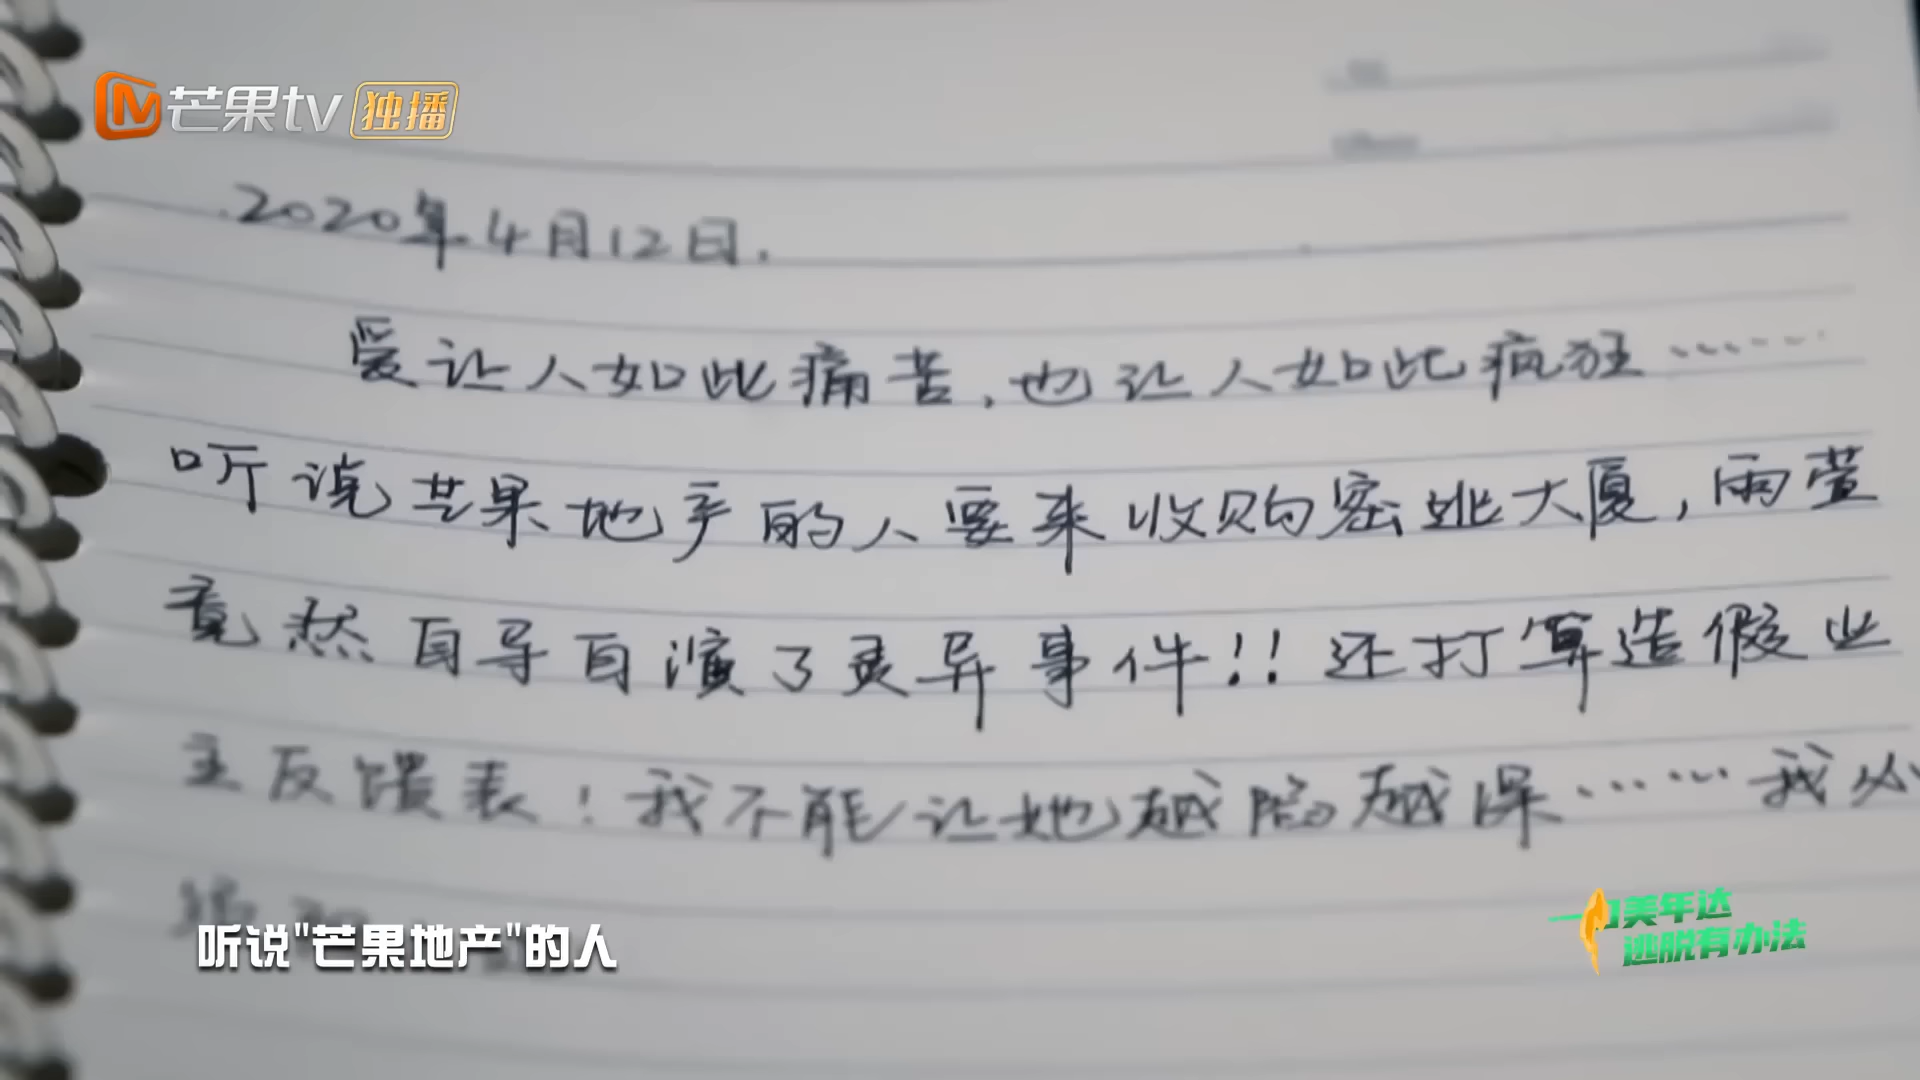 芒果tv 独播
2020年4月12日.
爱让人如此痛苦,也让人如此疯狂……
听说芒果地产的人要来收购密逃大厦,雨萱
竟然自导自演了灵异事件!!还打算造假业
主反馈表!我不能让她越陷越深……我必
听说"芒果地产"的人
美年达
逃脱有办法